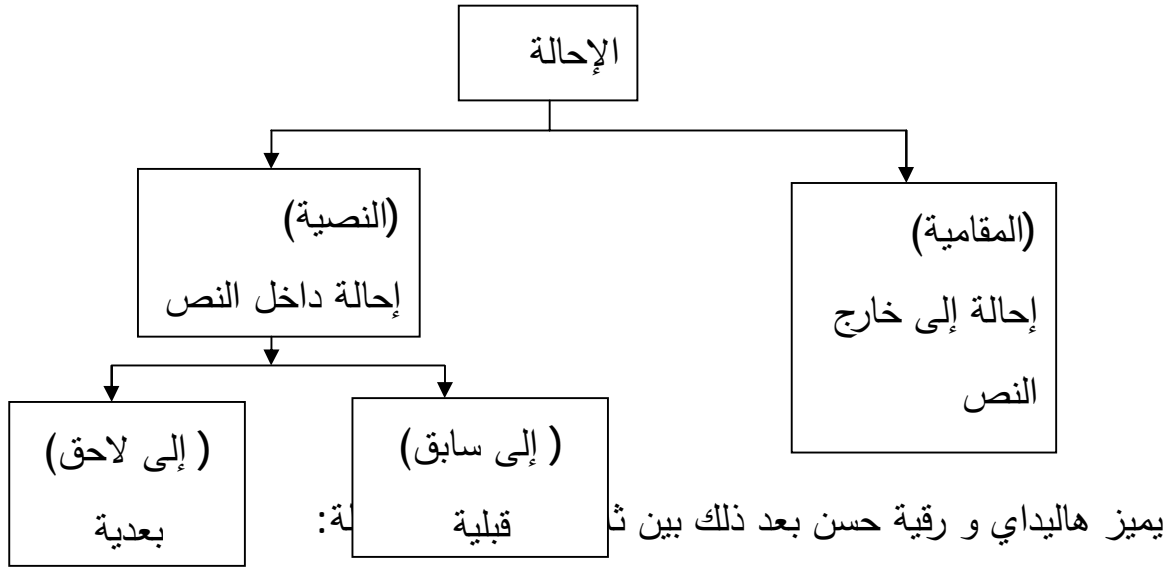 الإحالة
(المقامية)
إحالة إلى خارج
النص
(النصية)
إحالة داخل النص
( إلى سابق)
قبلية
( إلى لاحق)
بعدية
يميز هاليداي و رقية حسن بعد ذلك بين